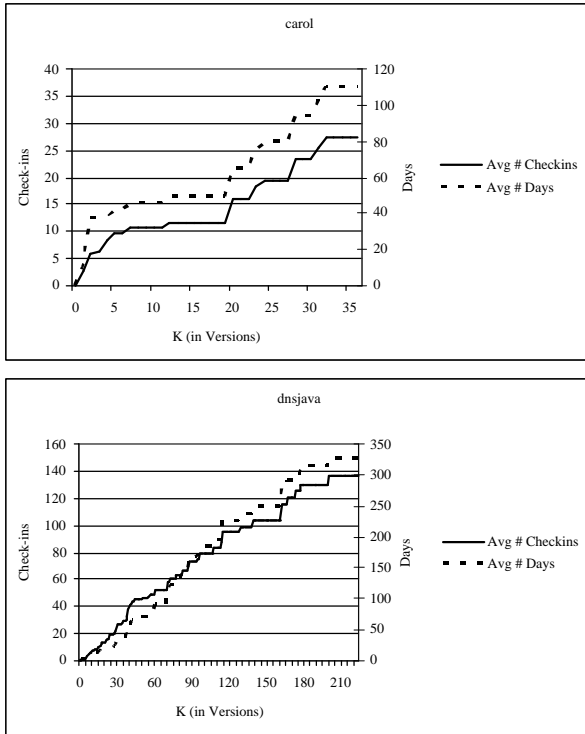 carol
40
35
30
25
20
15
10
5
0
Check-ins
120
100
80
60
40
20
0
Days
0 5 10 15 20 25 30 35
K (in Versions)
Avg # Checkins
Avg # Days
dnsjava
160
140
120
100
80
60
40
20
0
Check-ins
350
300
250
200
150
100
50
0
Days
0 30 60 90 120 150 180 210
K (in Versions)
Avg # Checkins
Avg # Days